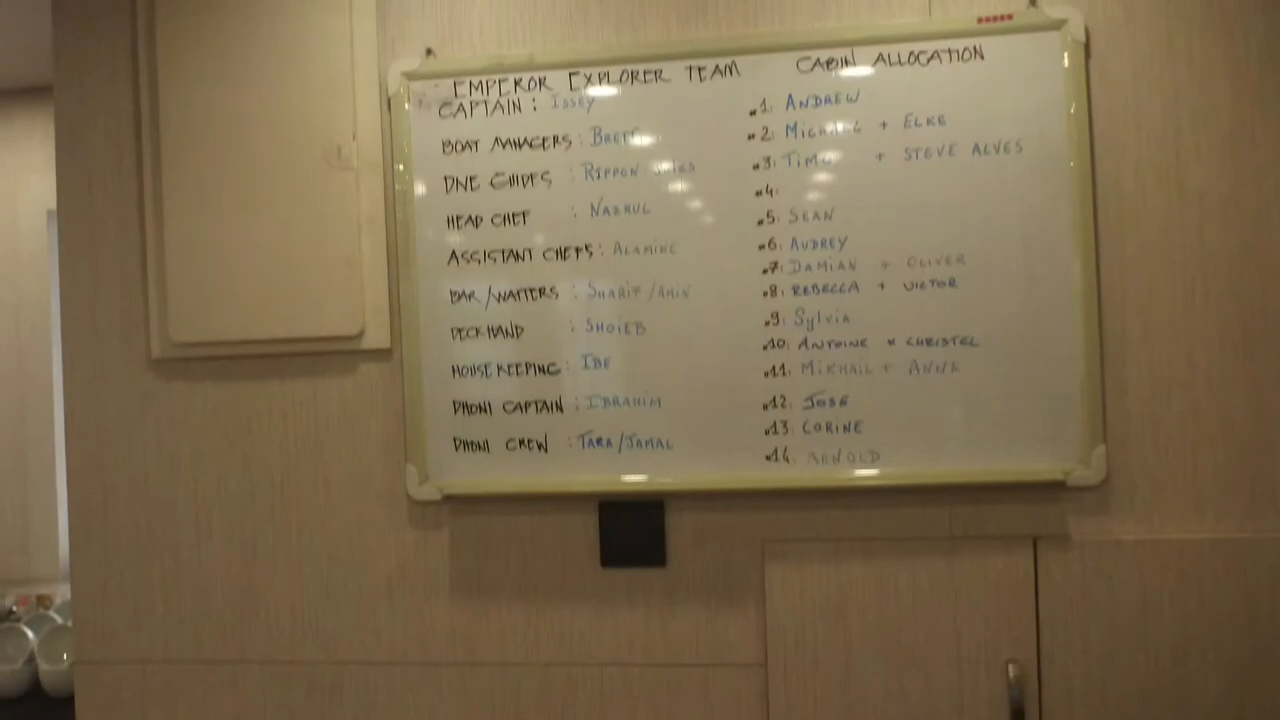 EMPEROR EXPLORER TEAM
CAPTAIN : ISSEY
BOAT MANAGERS : BRETT
DIVE GUIDES : RIPPON
HEAD CHEF : NAZRUL
ASSISTANT CHEFS : ALAMINE
BAR/WAITERS : SHARIF/AMIN
DECKHAND : SHOIEB
HOUSEKEEPING : IBE
DHONI CAPTAIN : IBRAHIM
DHONI CREW : TARA/JAMAL
CABIN ALLOCATION
#1: ANDREW
#2: MICHAEL + ELKE
#3: TIMO + STEVE ALVES
#4:
#5: SEAN
#6: AUDREY
#7: DAMIAN + OLIVER
#8: REBECCA + VICTOR
#9: Sylvia
#10: ANTOINE + CHRISTEL
#11: MIKHAIL + ANNA
#12: JOSE
#13: CORINE
#14: ARNOLD